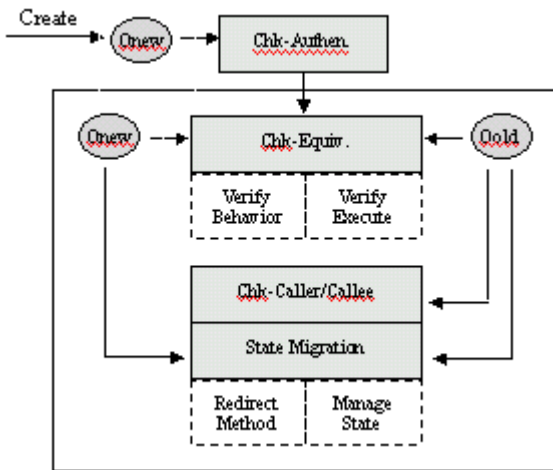 Create
Onew
Chk-Authen.
Onew
Chk-Equiv.
Oold
Verify Behavior
Verify Execute
Chk-Caller/Callee
State Migration
Redirect Method
Manage State